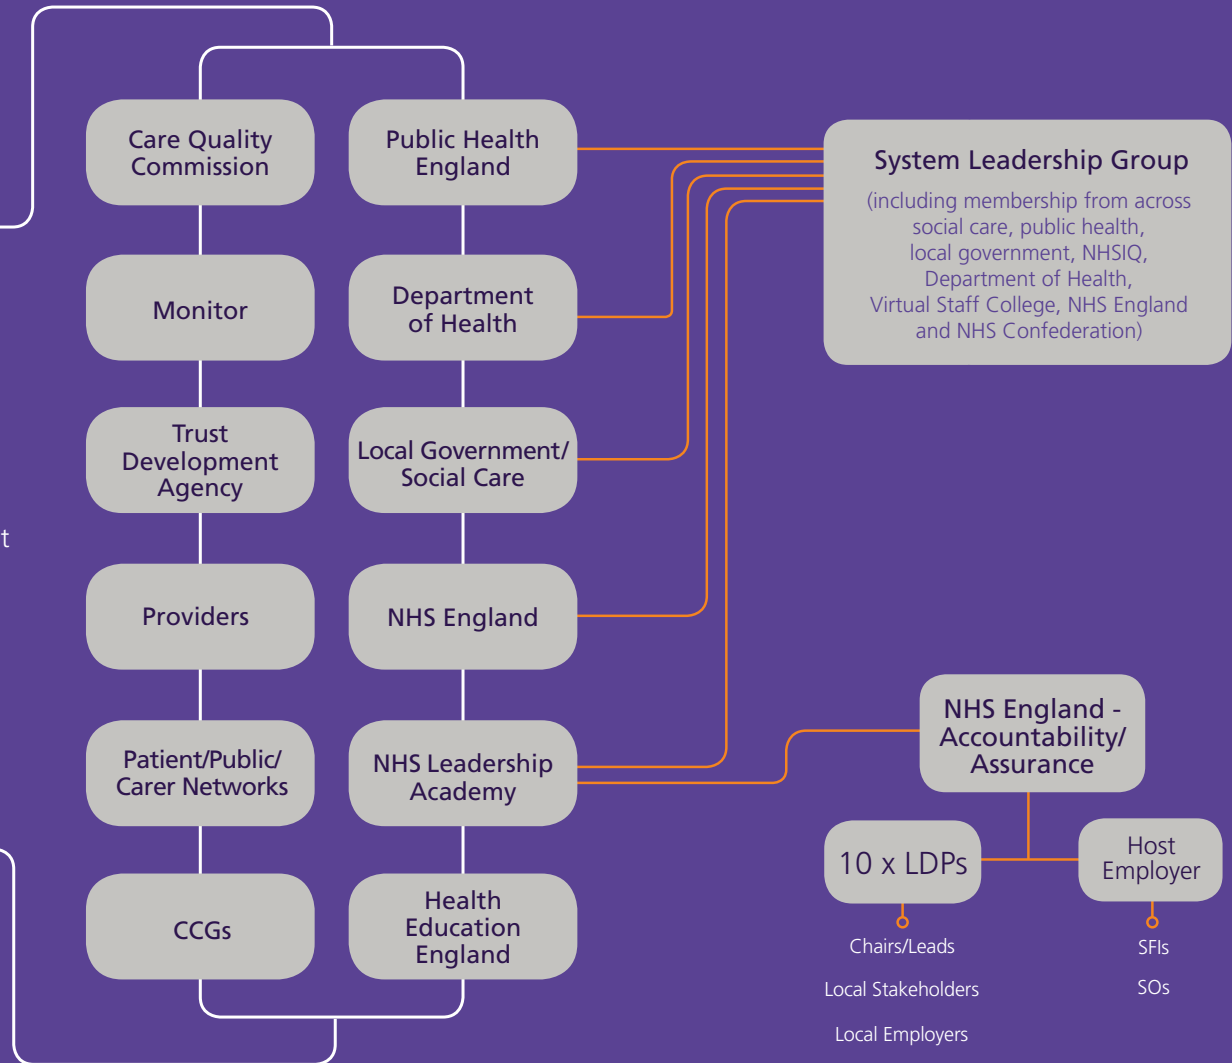 Care Quality
Commission
Public Health
England
System Leadership Group
(including membership from across
social care, public health,
local government, NHSIQ,
Department of Health,
Virtual Staff College, NHS England
and NHS Confederation)
Monitor
Department
of Health
Trust
Development
Agency
Local Government/
Social Care
t
Providers
NHS England
Patient/Public/
Carer Networks
NHS Leadership
Academy
NHS England -
Accountability/
Assurance
CCGs
Health
Education
England
10 x LDPs
Host
Employer
Chairs/Leads
Local Stakeholders
Local Employers
SFIs
SOs